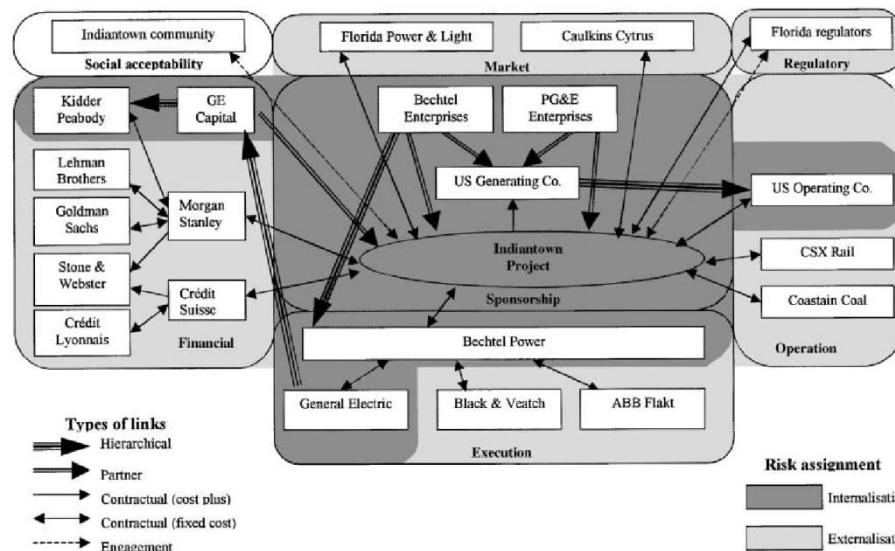 Indiantown community
Social acceptability
Florida Power & Light
Caulkins Cytrus
Market
Florida regulators
Regulatory
Kidder
Peabody
GE
Capital
Bechtel
Enterprises
PG&E
Enterprises
Lehman
Brothers
Goldman
Sachs
Morgan
Stanley
US Generating Co.
US Operating Co.
Stone &
Webster
Crédit
Suisse
Crédit
Lyonnais
Financial
Indiantown
Project
Sponsorship
CSX Rail
Coastain Coal
Operation
Bechtel Power
General Electric
Black & Veatch
ABB Flakt
Execution
Types of links
Hierarchical
Partner
Contractual (cost plus)
Contractual (fixed cost)
Engagement
Risk assignment
Internalisati
Externalisat